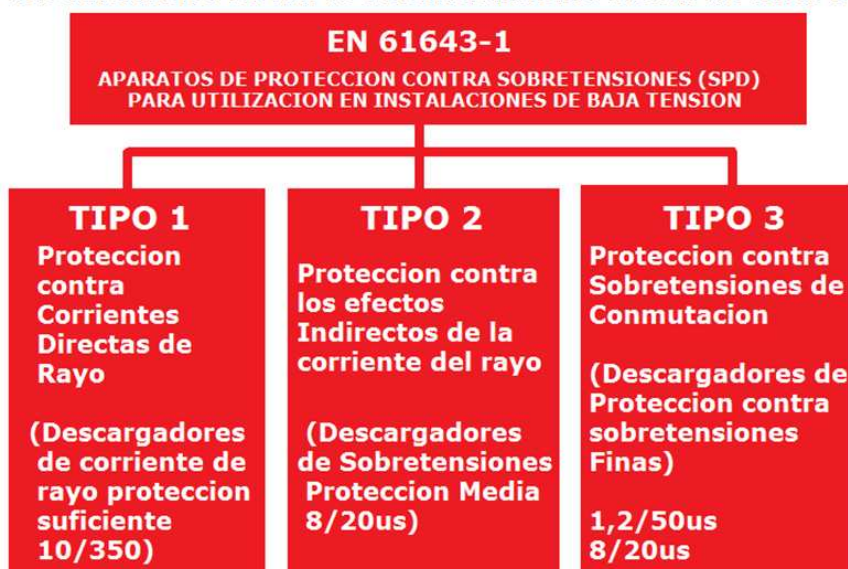 EN 61643-1
APARATOS DE PROTECCION CONTRA SOBRETENSIONES (SPD)
PARA UTILIZACION EN INSTALACIONES DE BAJA TENSION
TIPO 1
Proteccion
contra
Corrientes
Directas de
Rayo
(Descargadores
de corriente de
rayo proteccion
suficiente
10/350)
TIPO 2
Proteccion contra
los efectos
Indirectos de la
corriente del rayo
(Descargadores
de Sobretensiones
Proteccion Media
8/20us)
TIPO 3
Proteccion contra
Sobretensiones de
Conmutacion
(Descargadores de
Proteccion contra
sobretensiones
Finas)
1,2/50us
8/20us